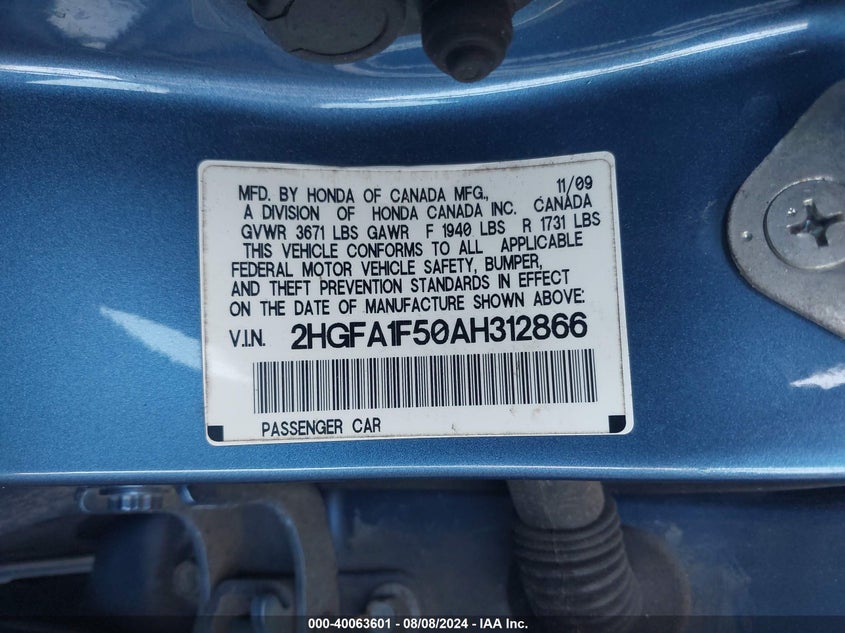 MFD. BY HONDA OF CANADA MFG., 11/09
A DIVISION OF HONDA CANADA INC. CANADA
GVWR 3671 LBS GAWR F 1940 LBS R 1731 LBS
THIS VEHICLE CONFORMS TO ALL APPLICABLE
FEDERAL MOTOR VEHICLE SAFETY, BUMPER,
AND THEFT PREVENTION STANDARDS IN EFFECT
ON THE DATE OF MANUFACTURE SHOWN ABOVE:
V.I.N. 2HGFA1F50AH312866
PASSENGER CAR
000-40063601 - 08/08/2024 - IAA Inc.